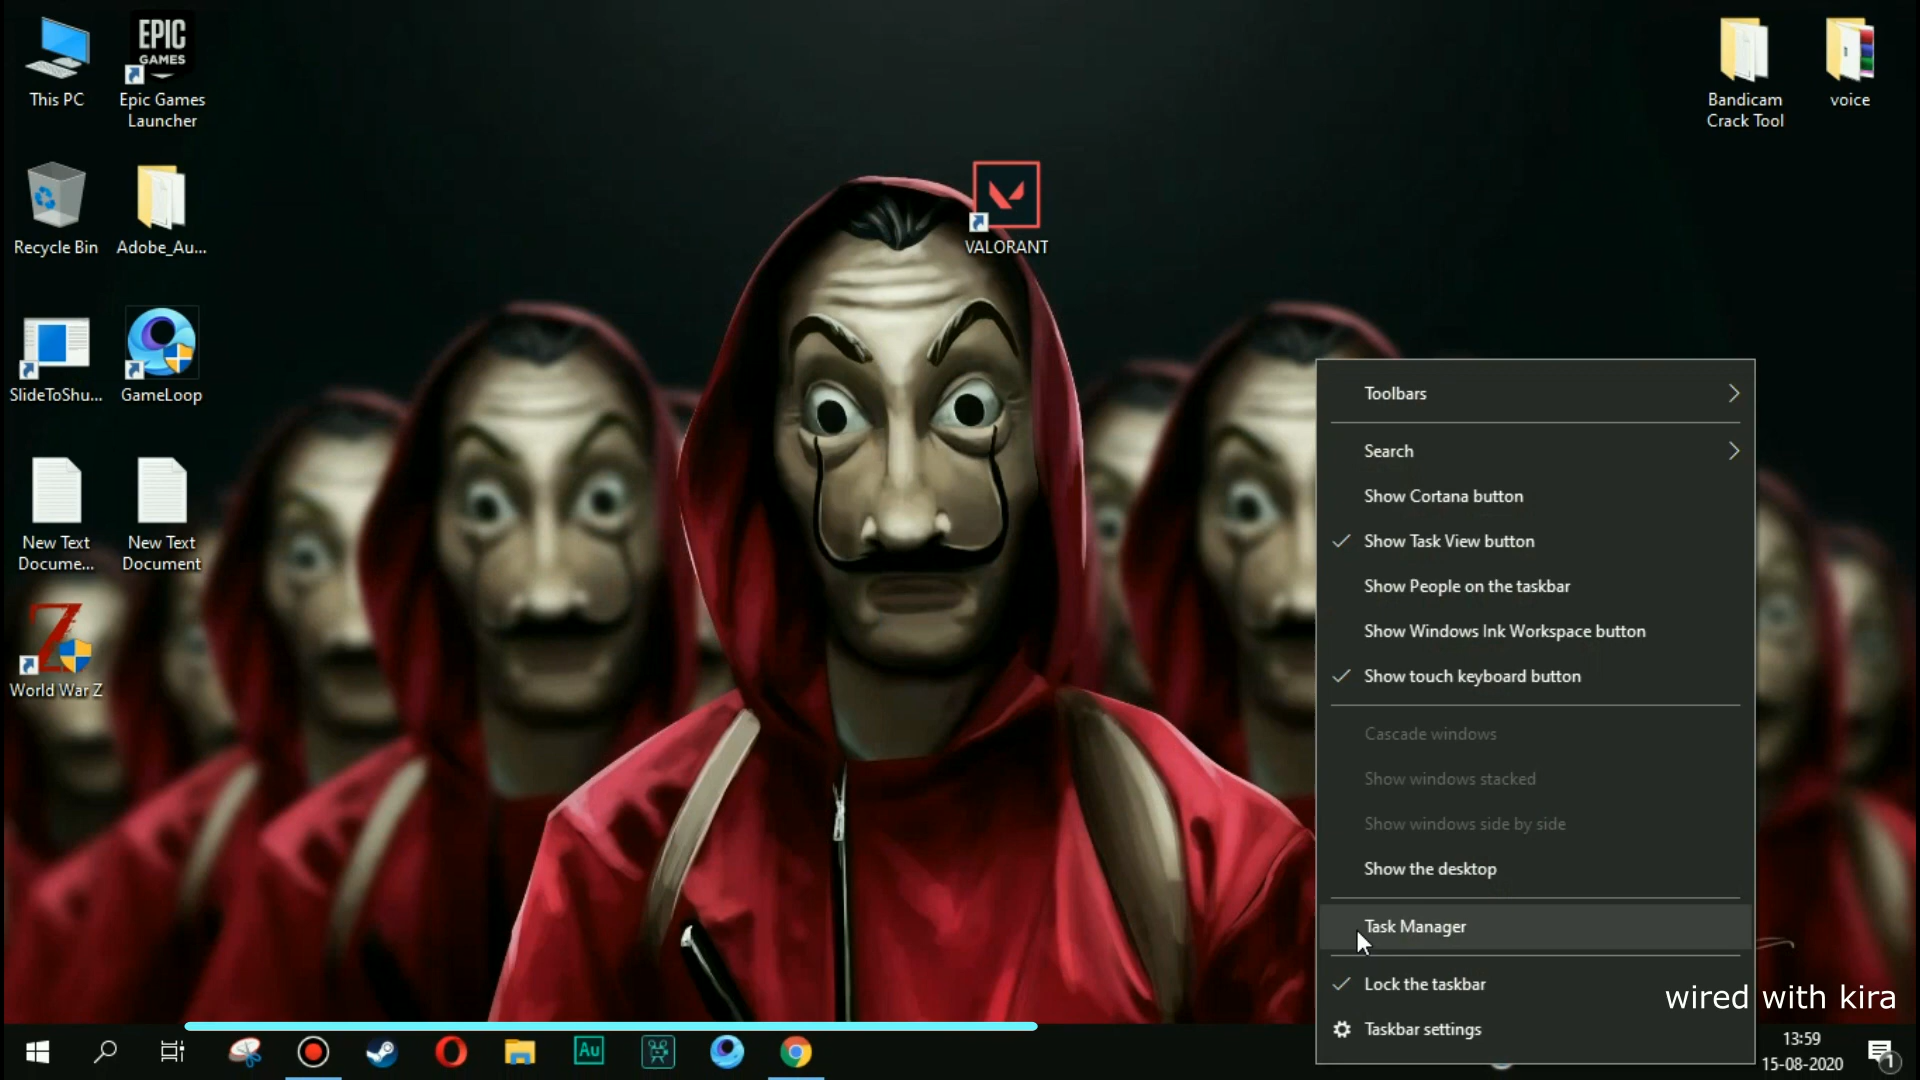 This PC
EPIC
GAMES
Epic Games
Launcher
Recycle Bin
Adobe_Au...
SlideToShu...
GameLoop
New Text
Docume...
New Text
Document
World War Z
VALORANT
Bandicam
Crack Tool
voice
Toolbars
Search
Show Cortana button
Show Task View button
Show People on the taskbar
Show Windows Ink Workspace button
Show touch keyboard button
Cascade windows
Show windows stacked
Show windows side by side
Show the desktop
Task Manager
Lock the taskbar
Taskbar settings
wired with kira
Au
13:59
15-08-2020
1